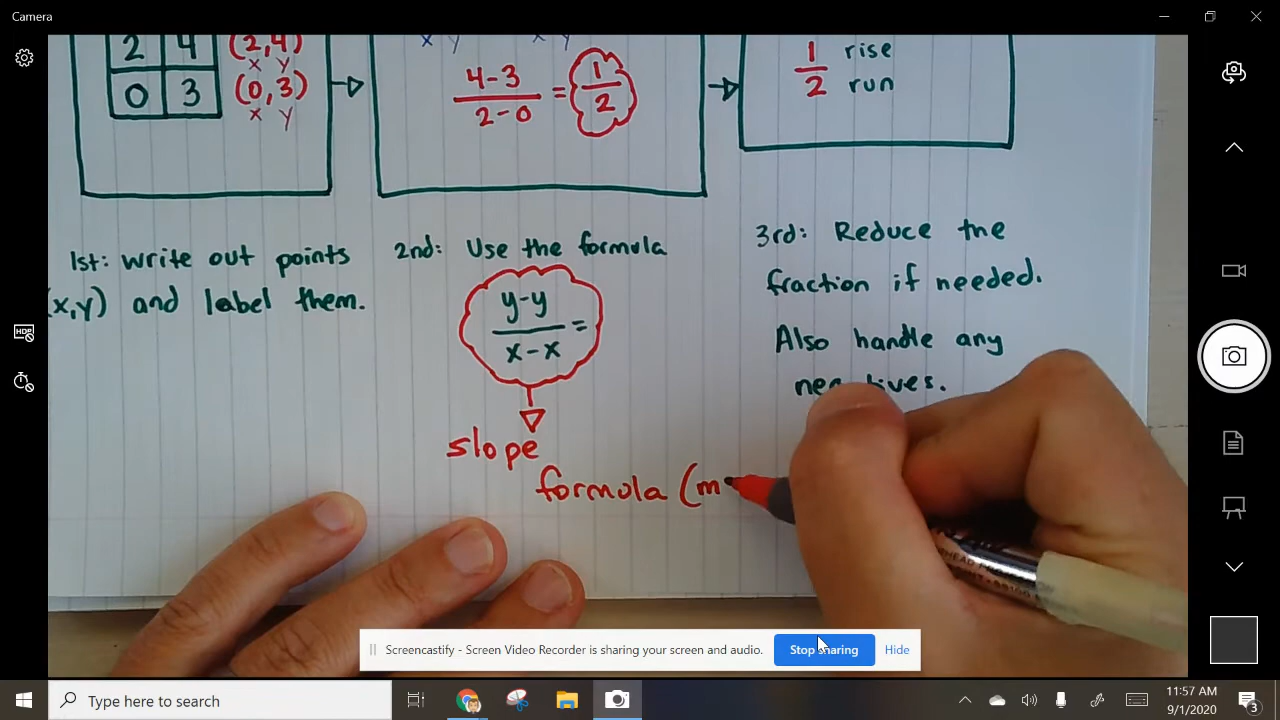 Camera
2 4 (2,4)
x y
0 3 (0,3)
x y
x y x y
4-3
2-0
=
1
2
1 rise
2 run
1st: write out points
(x,y) and label them.
2nd: Use the formula
y-y
x-x
=
slope
formula (m
3rd: Reduce the
fraction if needed.
Also handle any
negatives.
Screencastify - Screen Video Recorder is sharing your screen and audio.
Stop sharing
Hide
Type here to search
11:57 AM
9/1/2020
3